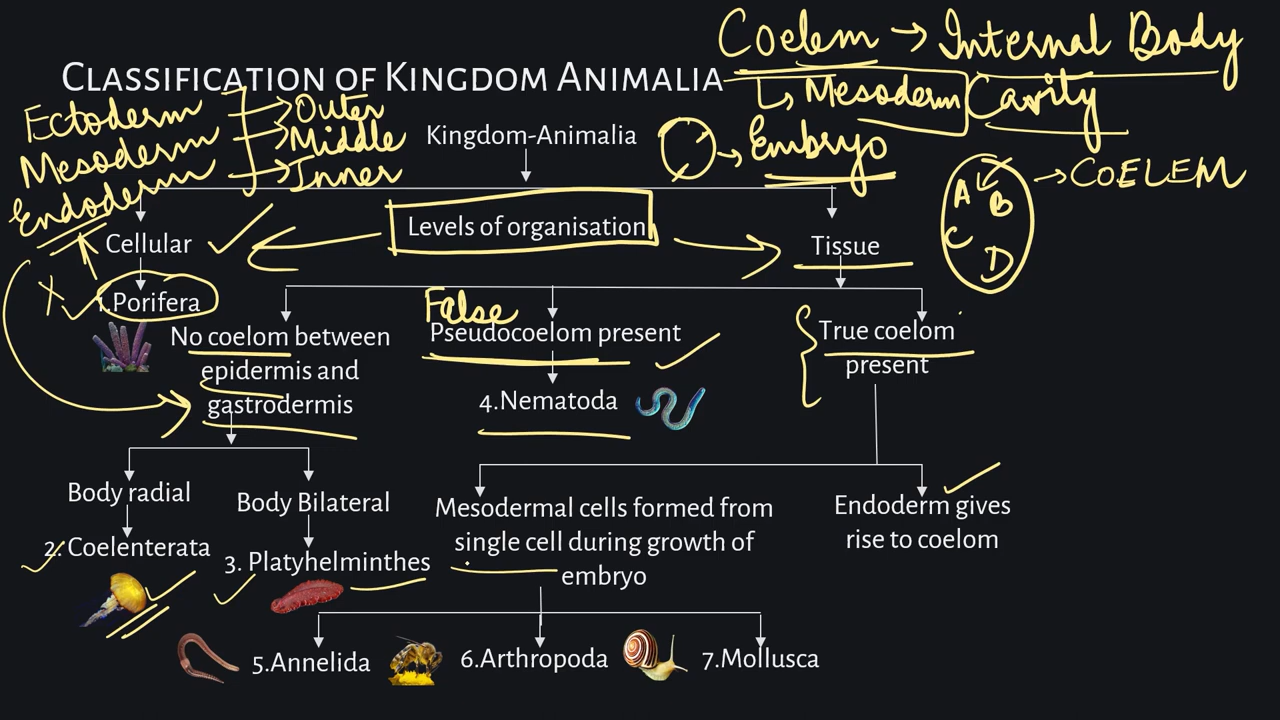 Coelem → Internal Body
Cavity
↳ Mesoderm
CLASSIFICATION OF KINGDOM ANIMALIA
Ectoderm → Outer
Mesoderm → Middle
Endoderm → Inner
Kingdom-Animalia
→ Embryo
A B
C D
→ COELEM
Levels of organisation
Cellular
Tissue
1.Porifera
No coelom between
epidermis and
gastrodermis
False
Pseudocoelom present
True coelom
present
4.Nematoda
Body radial
Body Bilateral
2. Coelenterata
3. Platyhelminthes
Mesodermal cells formed from
single cell during growth of
embryo
Endoderm gives
rise to coelom
5.Annelida
6.Arthropoda
7.Mollusca